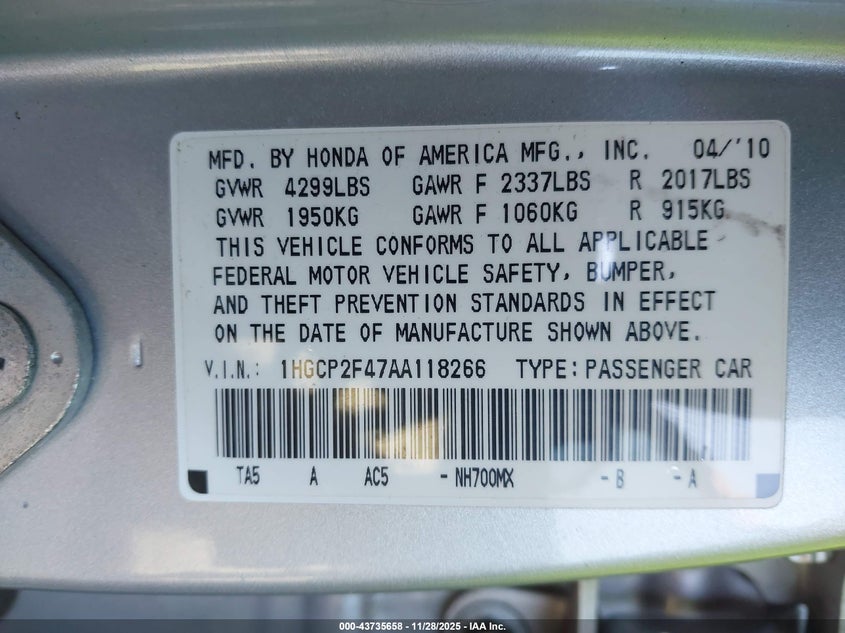 MFD. BY HONDA OF AMERICA MFG., INC. 04/'10
GVWR 4299LBS GAWR F 2337LBS R 2017LBS
GVWR 1950KG GAWR F 1060KG R 915KG
THIS VEHICLE CONFORMS TO ALL APPLICABLE
FEDERAL MOTOR VEHICLE SAFETY, BUMPER,
AND THEFT PREVENTION STANDARDS IN EFFECT
ON THE DATE OF MANUFACTURE SHOWN ABOVE.
V.I.N.: 1HGCP2F47AA118266 TYPE: PASSENGER CAR
TA5 A AC5 -NH700MX -B -A
000-43735658 - 11/28/2025 - IAA Inc.